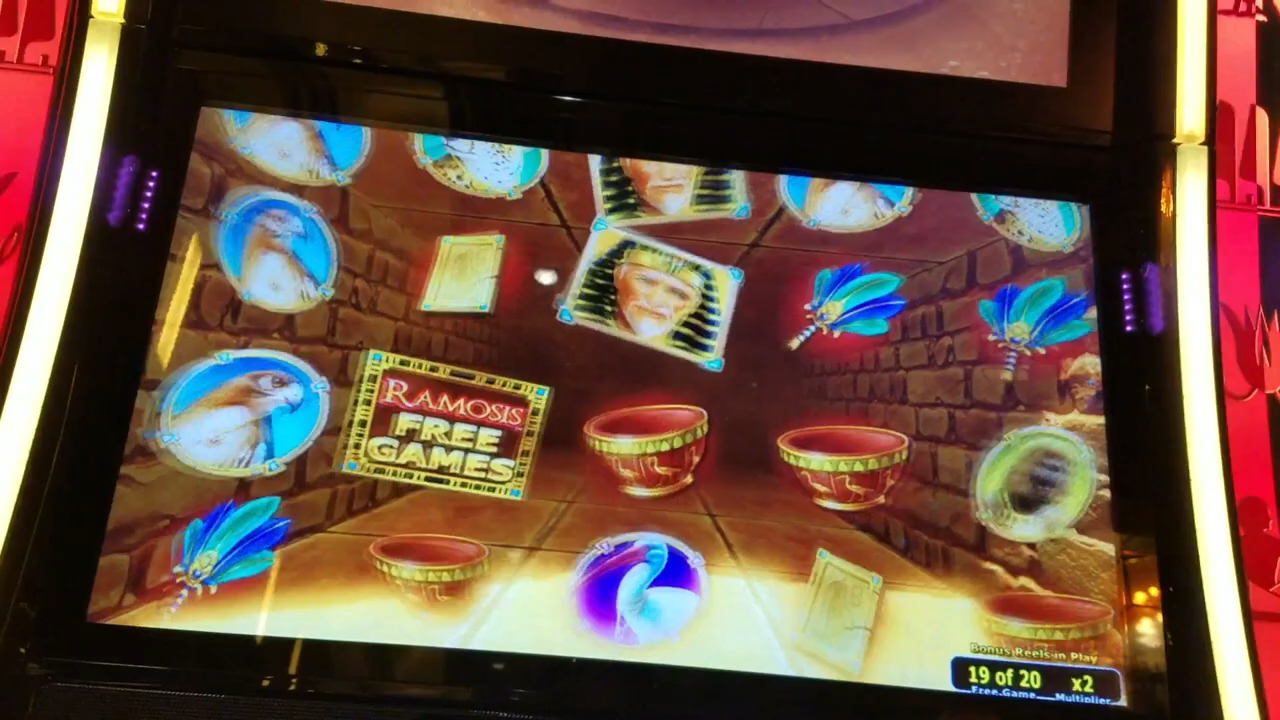 RAMOSIS
FREE
GAMES
Bonus Reels in Play
19 of 20 x2
Free Game Multiplier